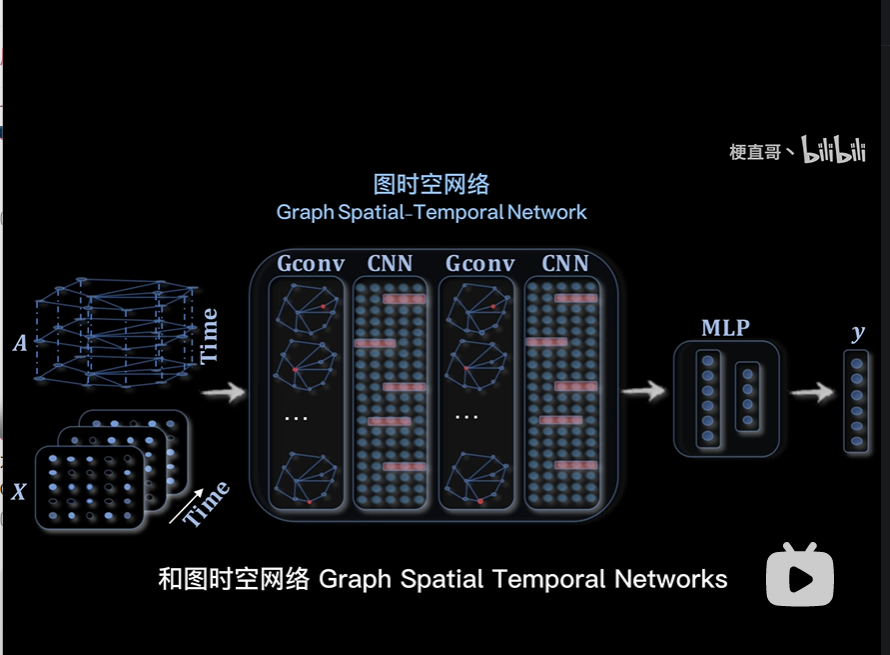 梗直哥丶 bilibili
图时空网络
Graph Spatial-Temporal Network
Gconv CNN Gconv CNN
A
Time
...
...
MLP
y
X
Time
和图时空网络 Graph Spatial Temporal Networks